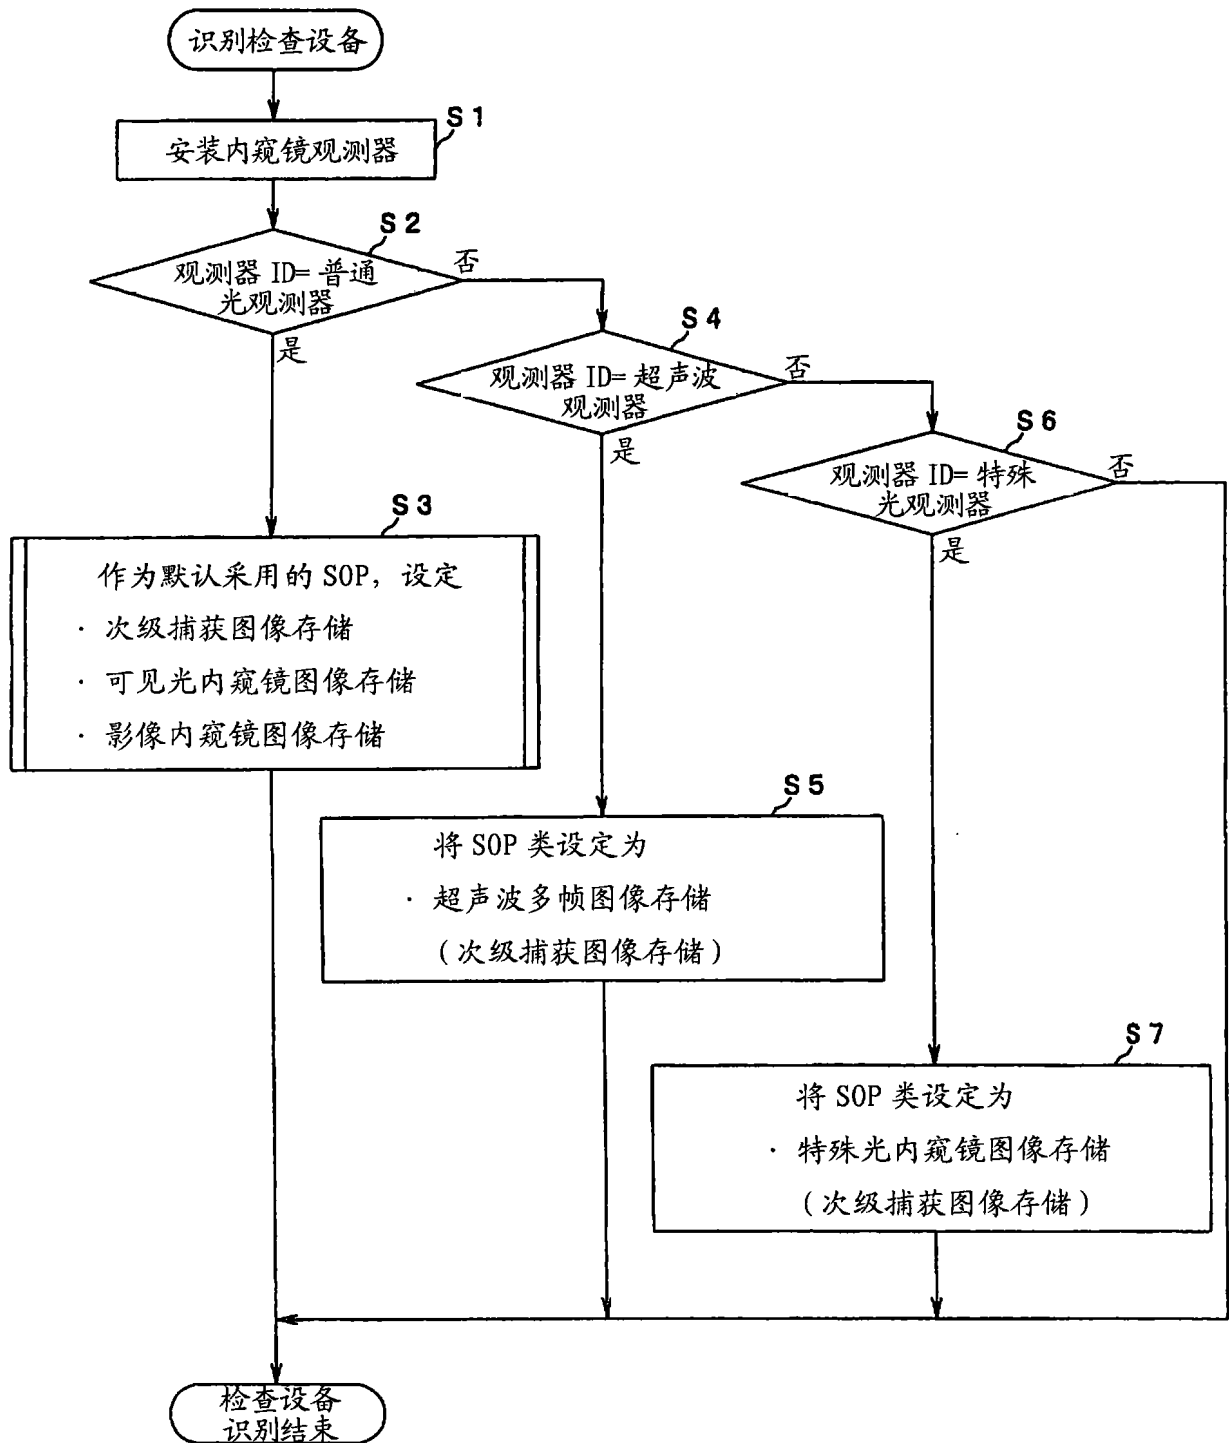 识别检查设备
S1
安装内窥镜观测器
S2
观测器 ID= 普通
光观测器
否
是
S4
观测器 ID= 超声波
观测器
否
是
S6
观测器 ID= 特殊
光观测器
否
是
S3
作为默认采用的 SOP, 设定
· 次级捕获图像存储
· 可见光内窥镜图像存储
· 影像内窥镜图像存储
S5
将 SOP 类设定为
· 超声波多帧图像存储
(次级捕获图像存储)
S7
将 SOP 类设定为
· 特殊光内窥镜图像存储
(次级捕获图像存储)
检查设备
识别结束